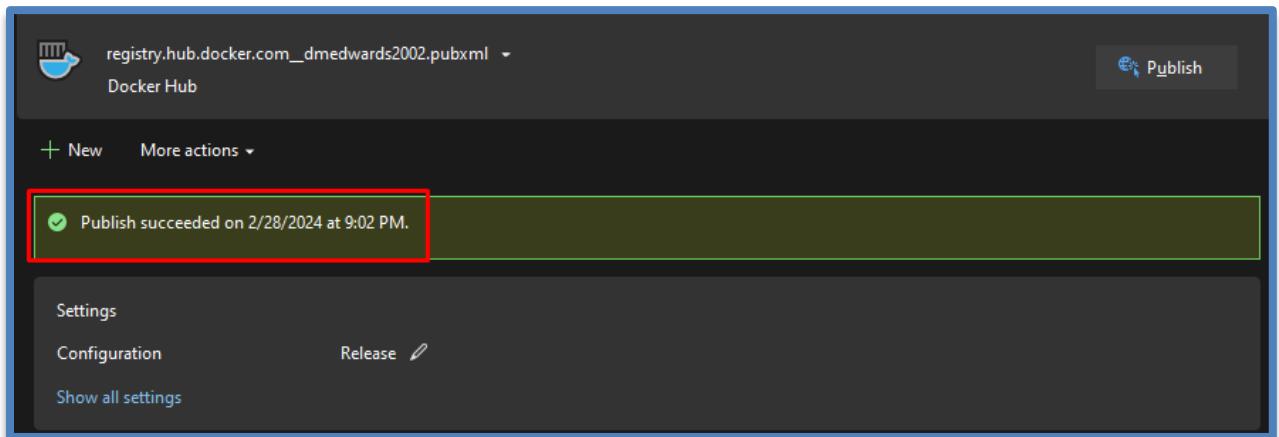 registry.hub.docker.com__dmedwards2002.pubxml
Docker Hub
Publish
New
More actions
Publish succeeded on 2/28/2024 at 9:02 PM.
Settings
Configuration
Release
Show all settings